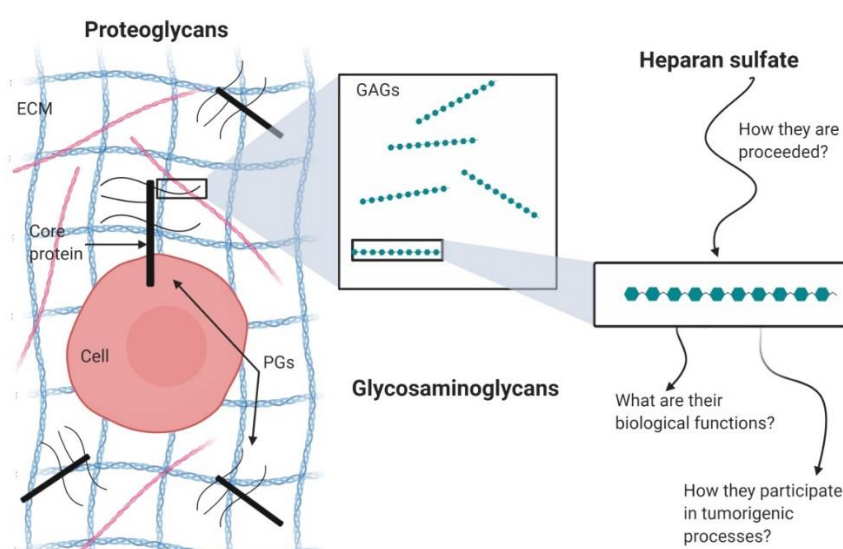 Proteoglycans
ECM
Core
protein
Cell
PGs
GAGs
Glycosaminoglycans
Heparan sulfate
How they are
proceeded?
What are their
biological functions?
How they participate
in tumorigenic
processes?